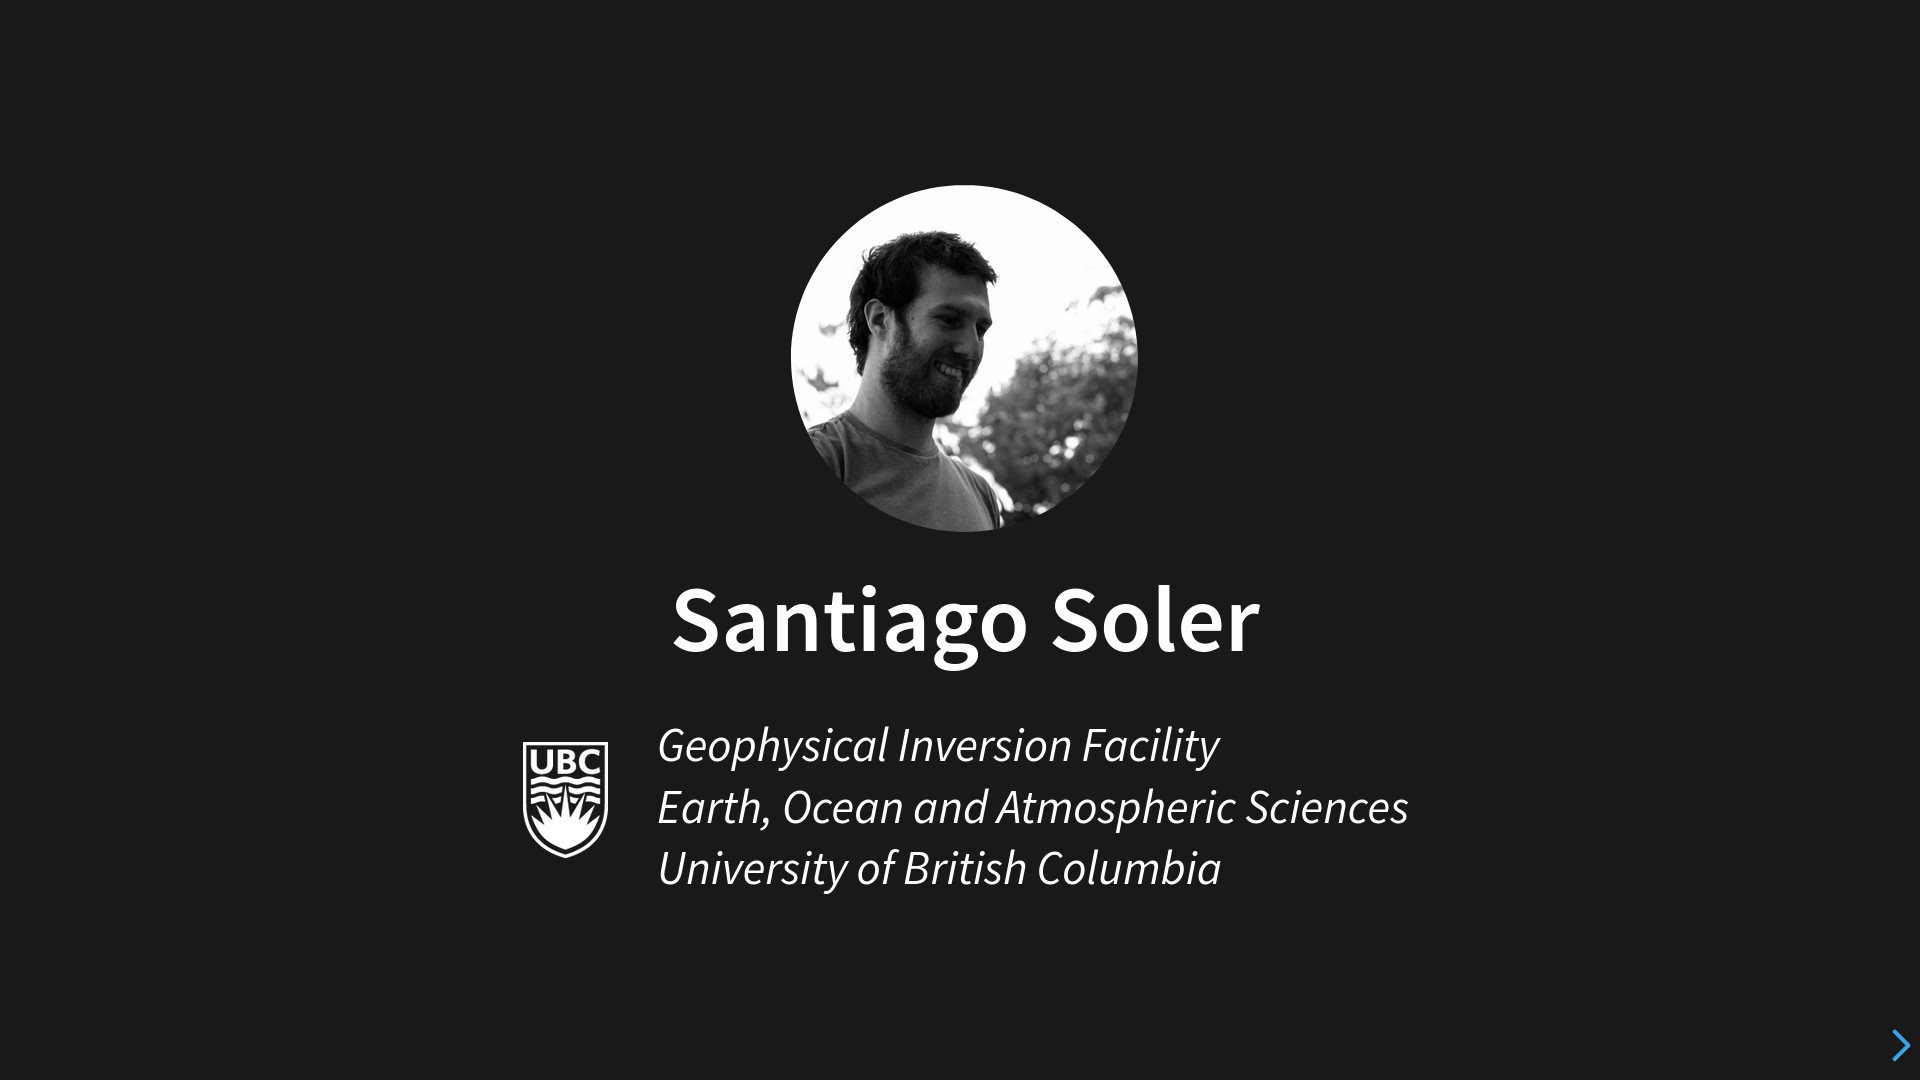 Santiago Soler
UBC
Geophysical Inversion Facility
Earth, Ocean and Atmospheric Sciences
University of British Columbia